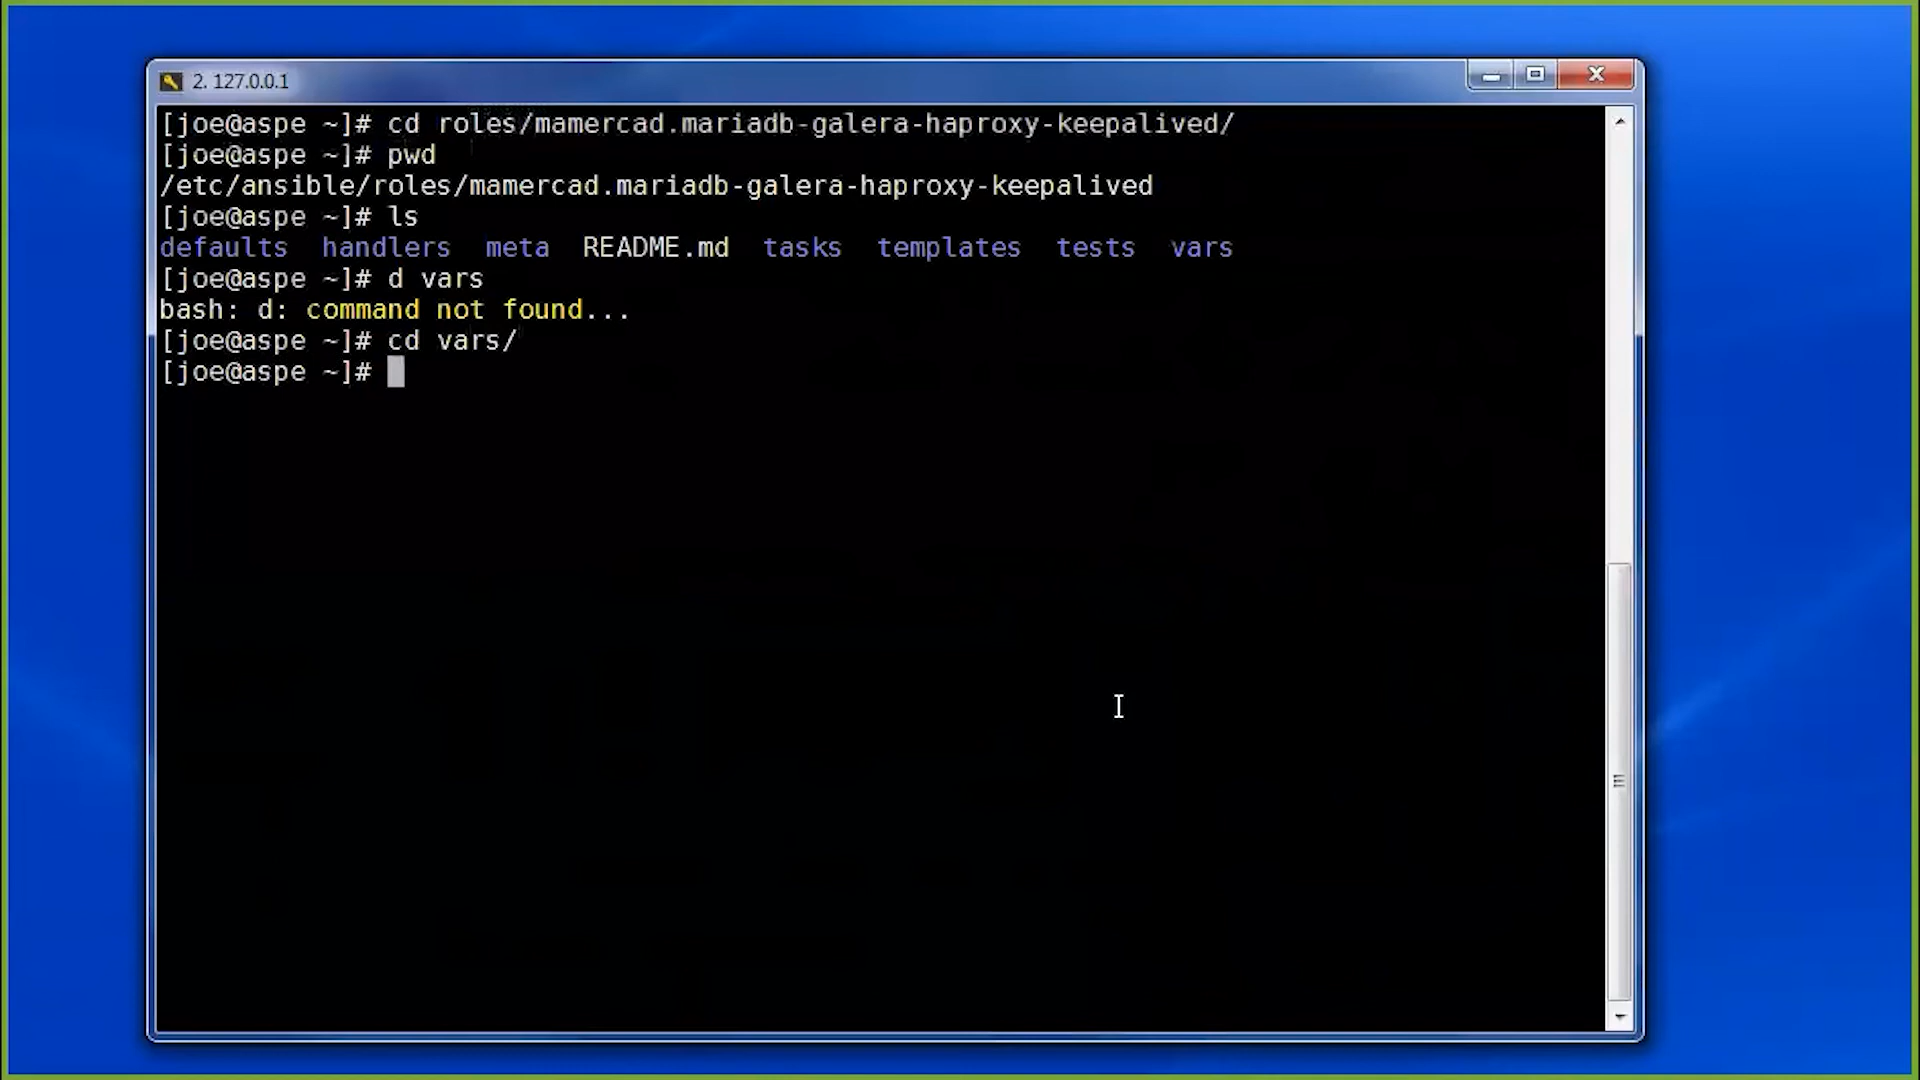 2. 127.0.0.1
[joe@aspe ~]# cd roles/mamercad.mariadb-galera-haproxy-keepalived/
[joe@aspe ~]# pwd
/etc/ansible/roles/mamercad.mariadb-galera-haproxy-keepalived
[joe@aspe ~]# ls
defaults handlers meta README.md tasks templates tests vars
[joe@aspe ~]# d vars
bash: d: command not found...
[joe@aspe ~]# cd vars/
[joe@aspe ~]#